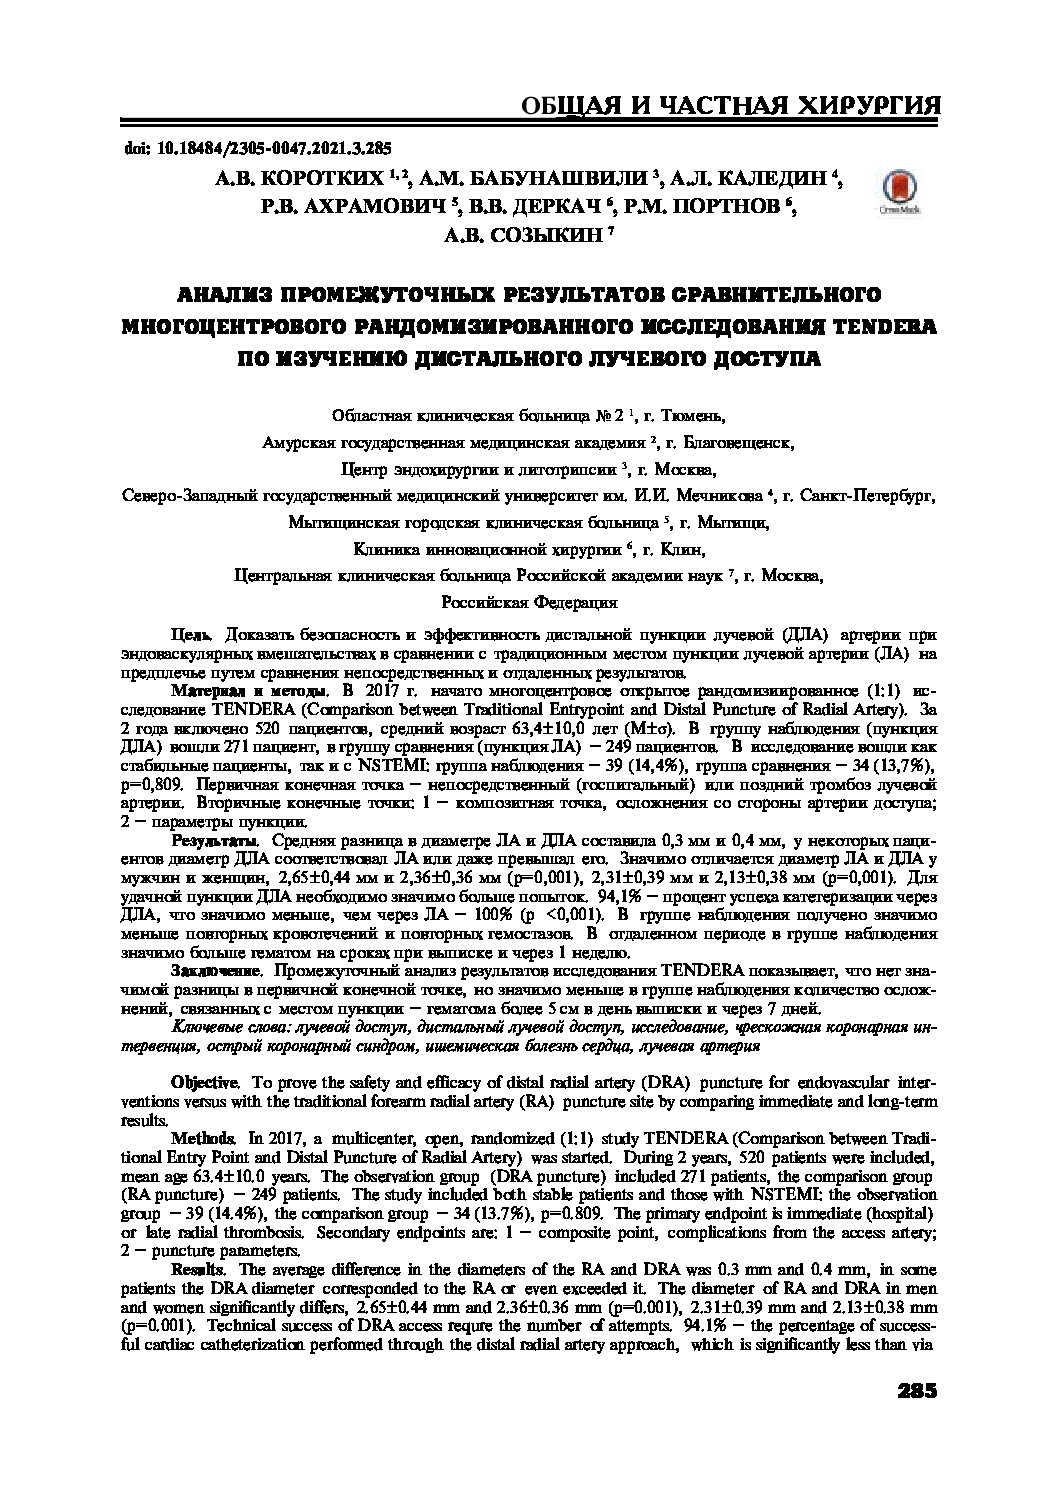 ОБЩАЯ И ЧАСТНАЯ ХИРУРГИЯ
doi: 10.18484/2305-0047.2021.3.285
А.В. КОРОТКИХ 1, 2, А.М. БАБУНАШВИЛИ 3, А.Л. КАЛЕДИН 4,
Р.В. АХРАМОВИЧ 5, В.В. ДЕРКАЧ 6, Р.М. ПОРТНОВ 6,
А.В. СОЗЫКИН 7
CrossMark
АНАЛИЗ ПРОМЕЖУТОЧНЫХ РЕЗУЛЬТАТОВ СРАВНИТЕЛЬНОГО
МНОГОЦЕНТРОВОГО РАНДОМИЗИРОВАННОГО ИССЛЕДОВАНИЯ TENDERA
ПО ИЗУЧЕНИЮ ДИСТАЛЬНОГО ЛУЧЕВОГО ДОСТУПА
Областная клиническая больница № 2 1, г. Тюмень,
Амурская государственная медицинская академия 2, г. Благовещенск,
Центр эндохирургии и литотрипсии 3, г. Москва,
Северо-Западный государственный медицинский университет им. И.И. Мечникова 4, г. Санкт-Петербург,
Мытищинская городская клиническая больница 5, г. Мытищи,
Клиника инновационной хирургии 6, г. Клин,
Центральная клиническая больница Российской академии наук 7, г. Москва,
Российская Федерация
Цель. Доказать безопасность и эффективность дистальной пункции лучевой (ДЛА) артерии при
эндоваскулярных вмешательствах в сравнении с традиционным местом пункции лучевой артерии (ЛА) на
предплечье путем сравнения непосредственных и отдаленных результатов.
Материал и методы. В 2017 г. начато многоцентровое открытое рандомизиированное (1:1) ис-
следование TENDERA (Comparison between Traditional Entrypoint and Distal Puncture of Radial Artery). За
2 года включено 520 пациентов, средний возраст 63,4±10,0 лет (M±σ). В группу наблюдения (пункция
ДЛА) вошли 271 пациент, в группу сравнения (пункция ЛА) – 249 пациентов. В исследование вошли как
стабильные пациенты, так и с NSTEMI: группа наблюдения – 39 (14,4%), группа сравнения – 34 (13,7%),
p=0,809. Первичная конечная точка – непосредственный (госпитальный) или поздний тромбоз лучевой
артерии. Вторичные конечные точки: 1 – композитная точка, осложнения со стороны артерии доступа;
2 – параметры пункции.
Результаты. Средняя разница в диаметре ЛА и ДЛА составила 0,3 мм и 0,4 мм, у некоторых паци-
ентов диаметр ДЛА соответствовал ЛА или даже превышал его. Значимо отличается диаметр ЛА и ДЛА у
мужчин и женщин, 2,65±0,44 мм и 2,36±0,36 мм (p=0,001), 2,31±0,39 мм и 2,13±0,38 мм (p=0,001). Для
удачной пункции ДЛА необходимо значимо больше попыток. 94,1% – процент успеха катетеризации через
ДЛА, что значимо меньше, чем через ЛА – 100% (p <0,001). В группе наблюдения получено значимо
меньше повторных кровотечений и повторных гемостазов. В отдаленном периоде в группе наблюдения
значимо больше гематом на сроках при выписке и через 1 неделю.
Заключение. Промежуточный анализ результатов исследования TENDERA показывает, что нет зна-
чимой разницы в первичной конечной точке, но значимо меньше в группе наблюдения количество ослож-
нений, связанных с местом пункции – гематома более 5 см в день выписки и через 7 дней.
Ключевые слова: лучевой доступ, дистальный лучевой доступ, исследование, чрескожная коронарная ин-
тервенция, острый коронарный синдром, ишемическая болезнь сердца, лучевая артерия
Objective. To prove the safety and efficacy of distal radial artery (DRA) puncture for endovascular inter-
ventions versus with the traditional forearm radial artery (RA) puncture site by comparing immediate and long-term
results.
Methods. In 2017, a multicenter, open, randomized (1:1) study TENDERA (Comparison between Tradi-
tional Entry Point and Distal Puncture of Radial Artery) was started. During 2 years, 520 patients were included,
mean age 63.4±10.0 years. The observation group (DRA puncture) included 271 patients, the comparison group
(RA puncture) – 249 patients. The study included both stable patients and those with NSTEMI: the observation
group – 39 (14.4%), the comparison group – 34 (13.7%), p=0.809. The primary endpoint is immediate (hospital)
or late radial thrombosis. Secondary endpoints are: 1 – composite point, complications from the access artery;
2 – puncture parameters.
Results. The average difference in the diameters of the RA and DRA was 0.3 mm and 0.4 mm, in some
patients the DRA diameter corresponded to the RA or even exceeded it. The diameter of RA and DRA in men
and women significantly differs, 2.65±0.44 mm and 2.36±0.36 mm (p=0.001), 2.31±0.39 mm and 2.13±0.38 mm
(p=0.001). Technical success of DRA access requre the number of attempts. 94.1% – the percentage of success-
ful cardiac catheterization performed through the distal radial artery approach, which is significantly less than via
285